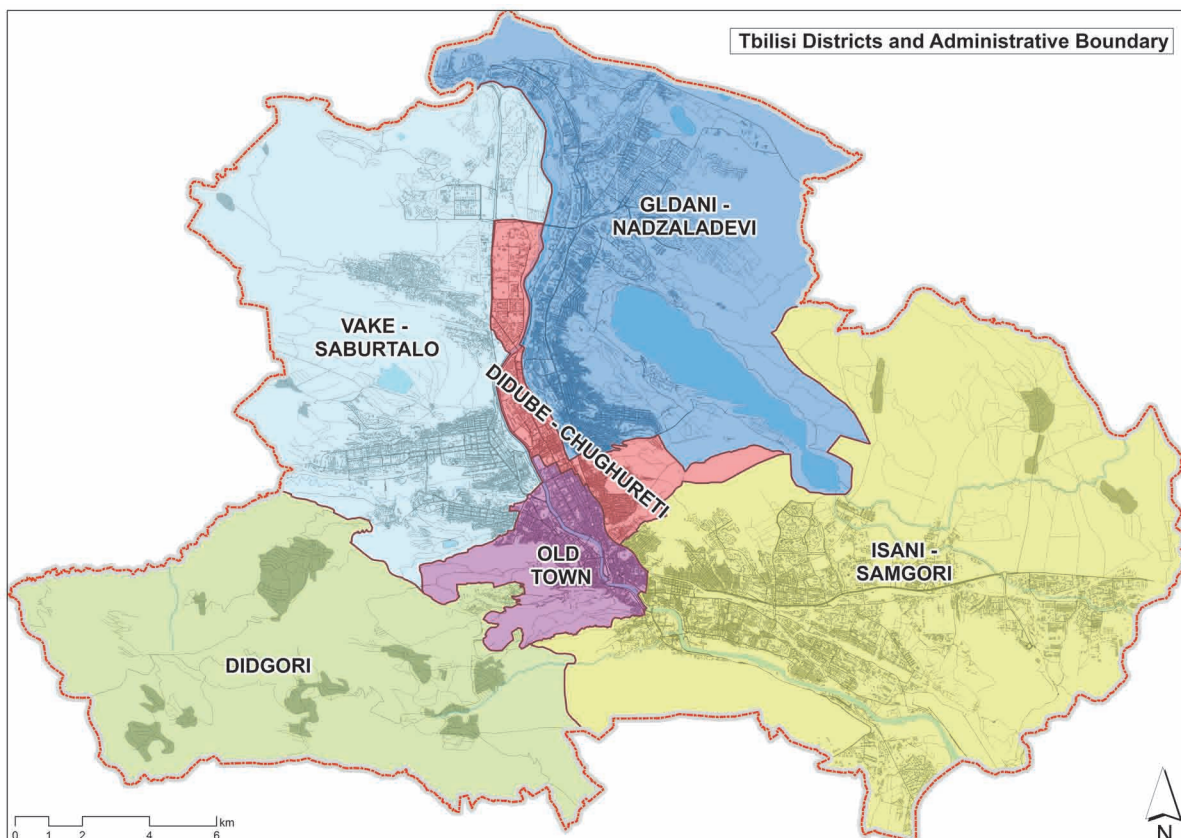 Tbilisi Districts and Administrative Boundary
GLDANI -
NADZALADEVI
VAKE -
SABURTALO
DIDUBE - CHUGHURETI
OLD
TOWN
ISANI -
SAMGORI
DIDGORI
km
0 1 2 4 6
N